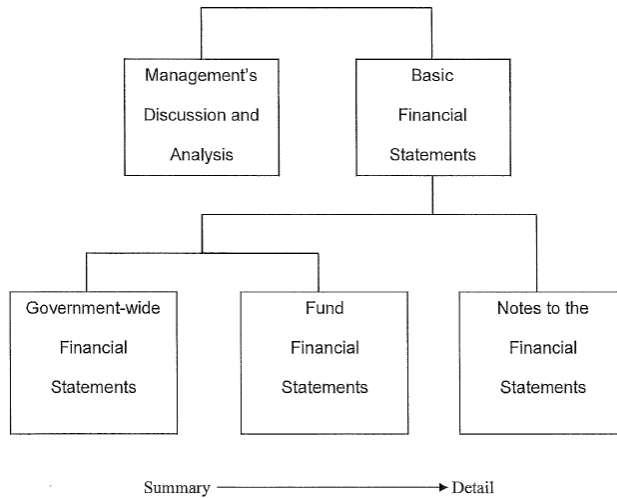 Management's
Discussion and
Analysis
Basic
Financial
Statements
Government-wide
Financial
Statements
Fund
Financial
Statements
Notes to the
Financial
Statements
Summary
Detail